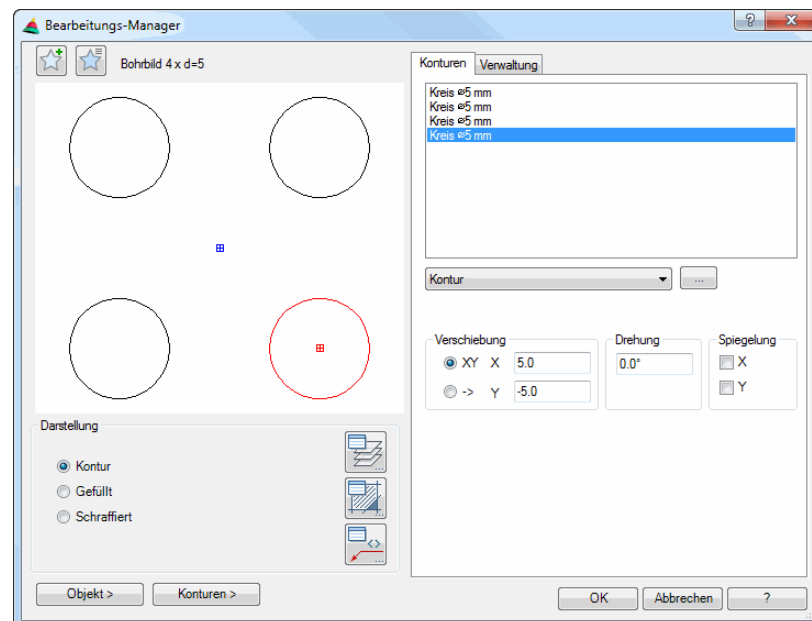 Bearbeitungs-Manager
?
x
Bohrbild 4 x d=5
Konturen
Verwaltung
Kreis ⌀5 mm
Kreis ⌀5 mm
Kreis ⌀5 mm
Kreis ⌀5 mm
Kontur
...
Verschiebung
XY X 5.0
-> Y -5.0
Drehung
0.0°
Spiegelung
X
Y
Darstellung
Kontur
Gefüllt
Schraffiert
Objekt >
Konturen >
OK
Abbrechen
?